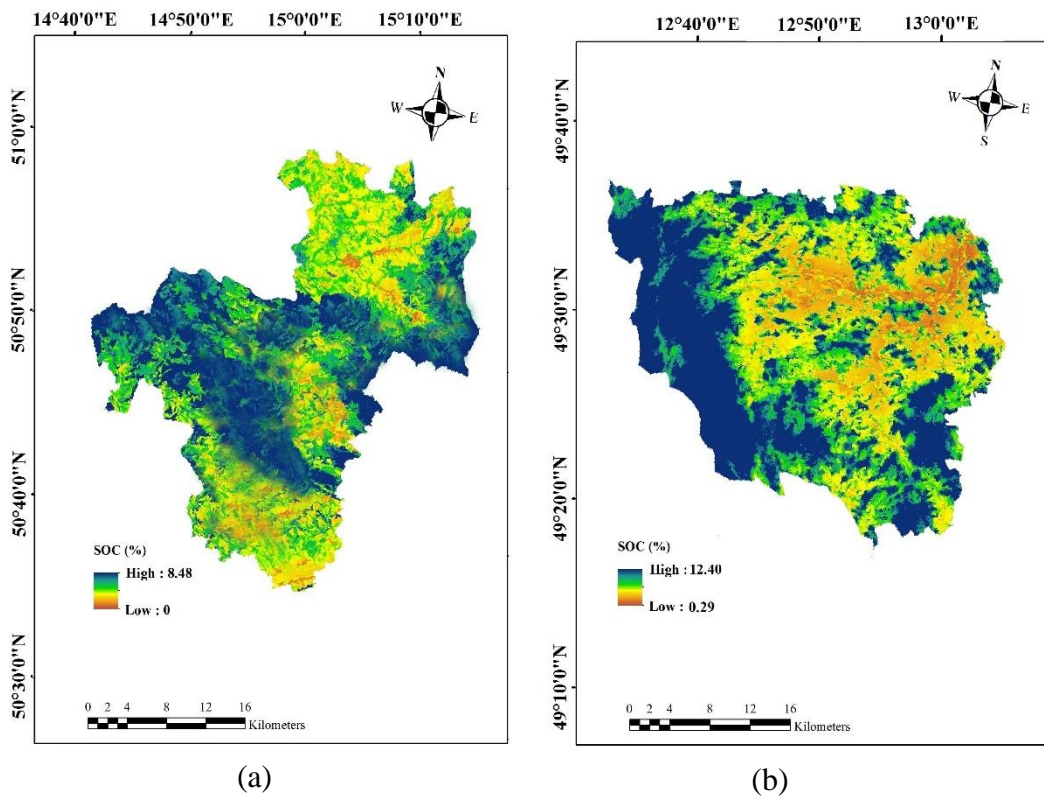 14°40'0"E 14°50'0"E 15°0'0"E 15°10'0"E
N
W
E
51°0'0"N
50°50'0"N
50°40'0"N
50°30'0"N
SOC (%)
High : 8.48
Low : 0
0 2 4 8 12 16
Kilometers
(a)
12°40'0"E 12°50'0"E 13°0'0"E
N
W
E
S
49°40'0"N
49°30'0"N
49°20'0"N
49°10'0"N
SOC (%)
High : 12.40
Low : 0.29
0 2 4 8 12 16
Kilometers
(b)